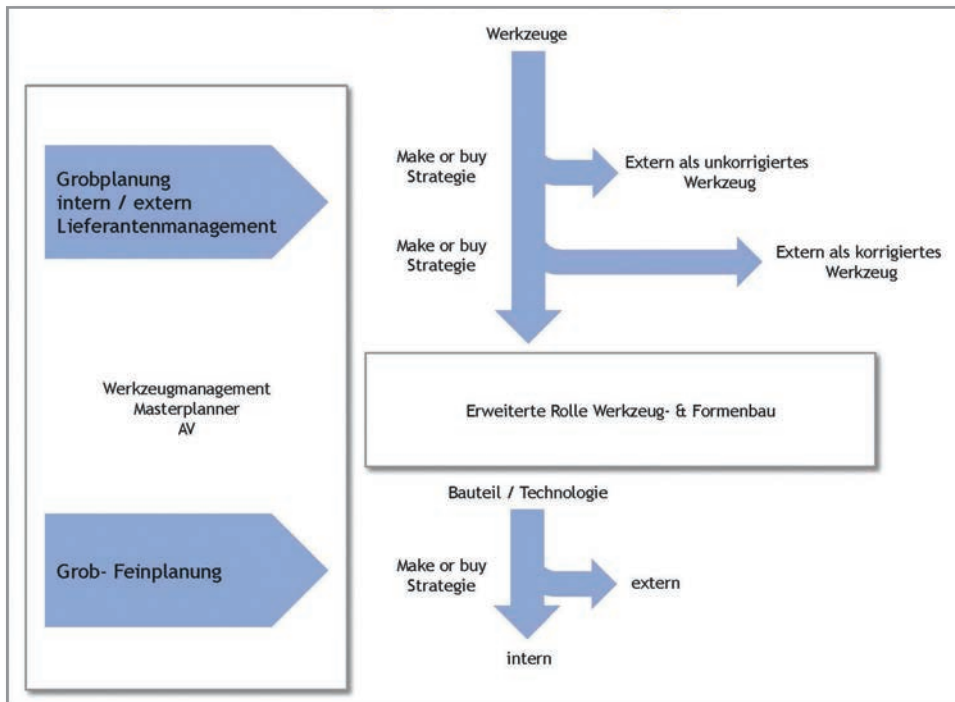 Werkzeuge
Make or buy
Strategie
Extern als unkorrigiertes
Werkzeug
Grobplanung
intern / extern
Lieferantenmanagement
Make or buy
Strategie
Extern als korrigiertes
Werkzeug
Werkzeugmanagement
Masterplanner
AV
Erweiterte Rolle Werkzeug- & Formenbau
Bauteil / Technologie
Grob- Feinplanung
Make or buy
Strategie
extern
intern